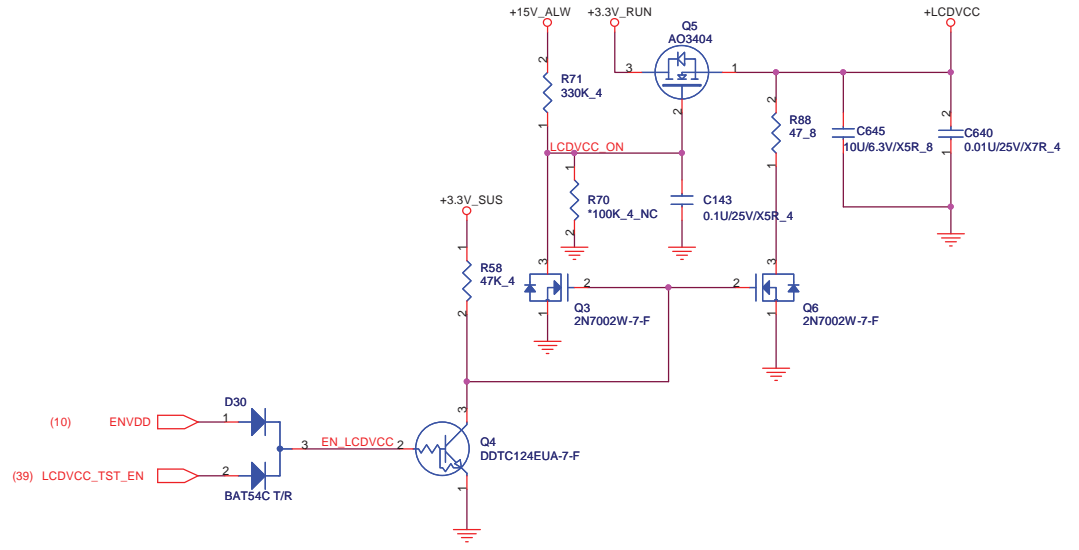 +15V_ALW
+3.3V_RUN
Q5
AO3404
+LCDVCC
3
1
2
2
R71
330K_4
1
2
R88
47_8
1
C645
10U/6.3V/X5R_8
2
C640
0.01U/25V/X7R_4
1
LCDVCC_ON
1
R70
*100K_4_NC
2
C143
0.1U/25V/X5R_4
+3.3V_SUS
1
R58
47K_4
2
3
2
1
Q3
2N7002W-7-F
3
2
1
Q6
2N7002W-7-F
D30
(10) ENVDD
1
3
EN_LCDVCC
2
3
Q4
DDTC124EUA-7-F
1
(39) LCDVCC_TST_EN
2
BAT54C T/R